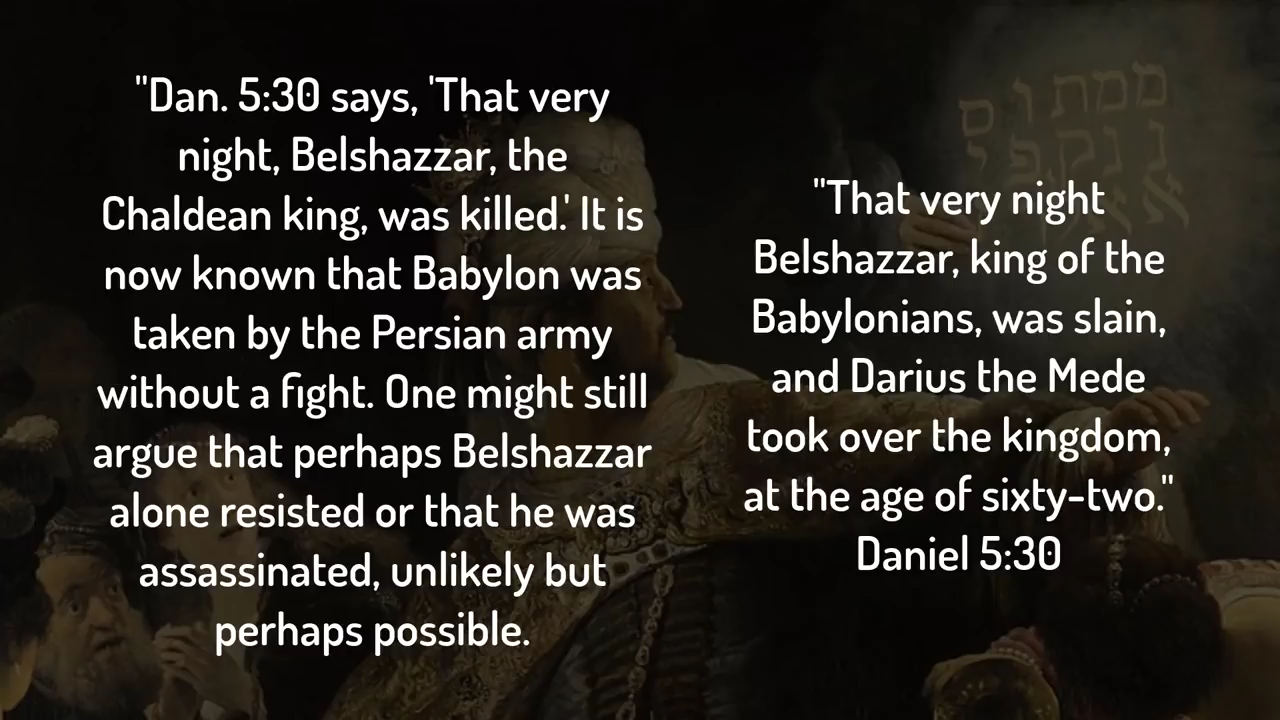 "Dan. 5:30 says, 'That very
night, Belshazzar, the
Chaldean king, was killed.' It is
now known that Babylon was
taken by the Persian army
without a fight. One might still
argue that perhaps Belshazzar
alone resisted or that he was
assassinated, unlikely but
perhaps possible.
"That very night
Belshazzar, king of the
Babylonians, was slain,
and Darius the Mede
took over the kingdom,
at the age of sixty-two."
Daniel 5:30
ממתוס
ננקפי